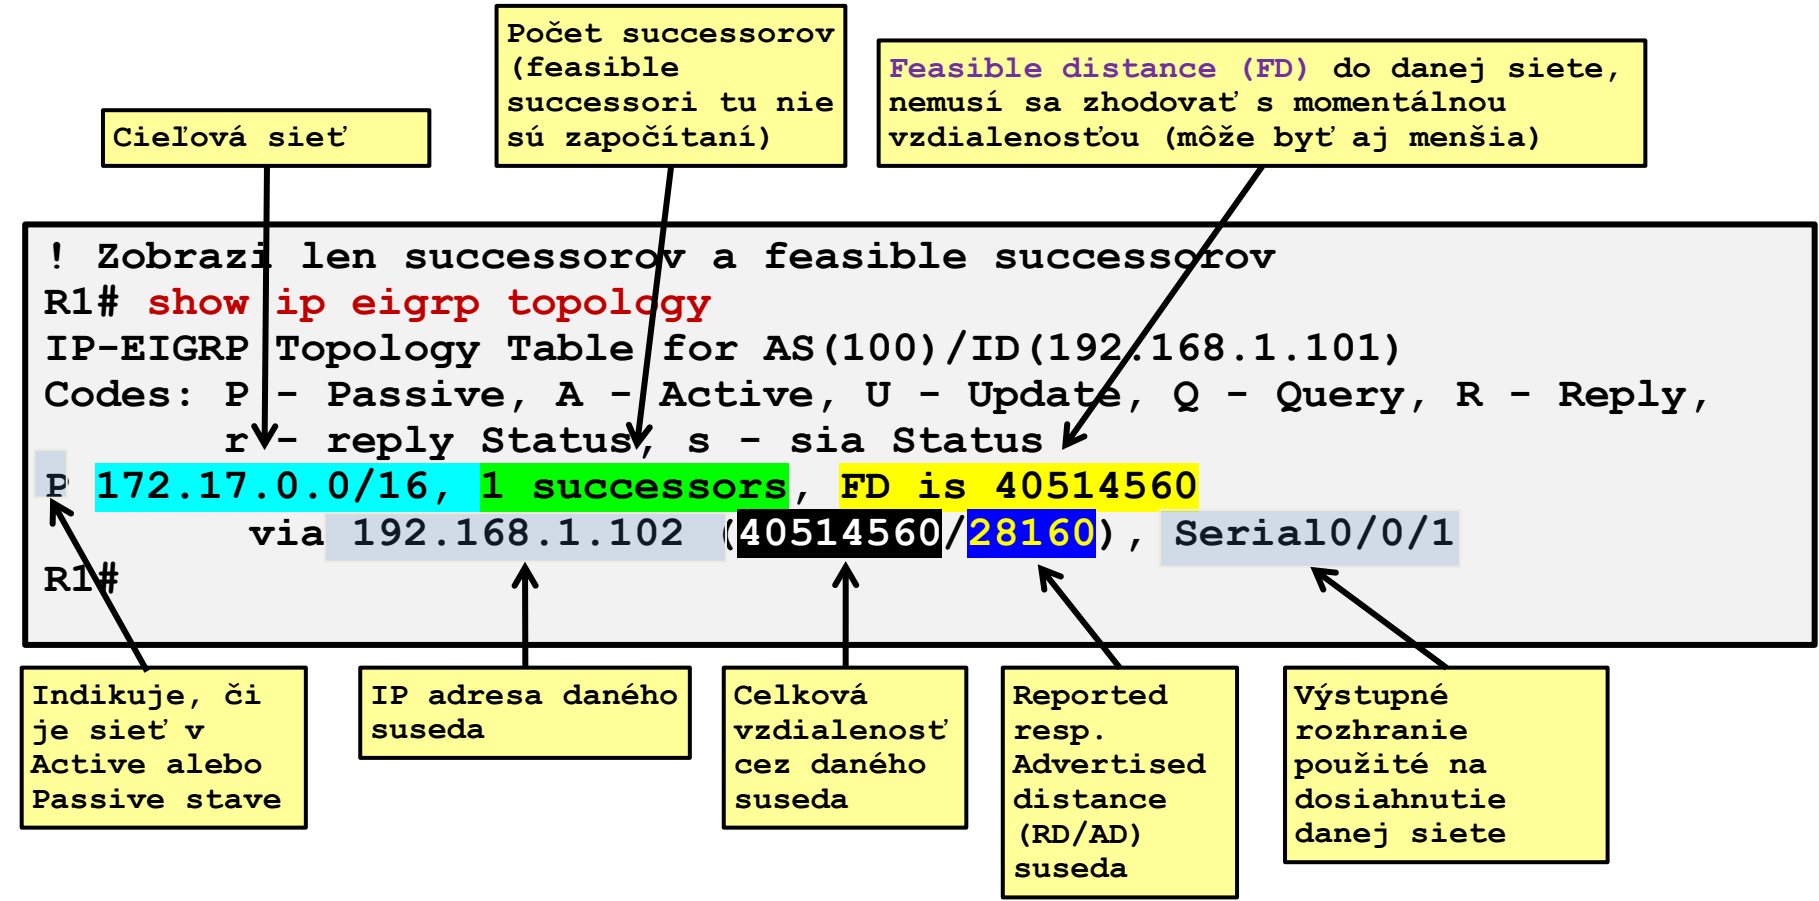 Počet successorov
(feasible
successori tu nie
sú započítaní)
Feasible distance (FD) do danej siete,
nemusí sa zhodovať s momentálnou
vzdialenosťou (môže byť aj menšia)
Cieľová sieť
! Zobrazi len successorov a feasible successorov
R1# show ip eigrp topology
IP-EIGRP Topology Table for AS(100)/ID(192.168.1.101)
Codes: P - Passive, A - Active, U - Update, Q - Query, R - Reply,
r - reply Status, s - sia Status
P 172.17.0.0/16, 1 successors, FD is 40514560
via 192.168.1.102 (40514560/28160), Serial0/0/1
R1#
Indikuje, či
je sieť v
Active alebo
Passive stave
IP adresa daného
suseda
Celková
vzdialenosť
cez daného
suseda
Reported
resp.
Advertised
distance
(RD/AD)
suseda
Výstupné
rozhranie
použité na
dosiahnutie
danej siete